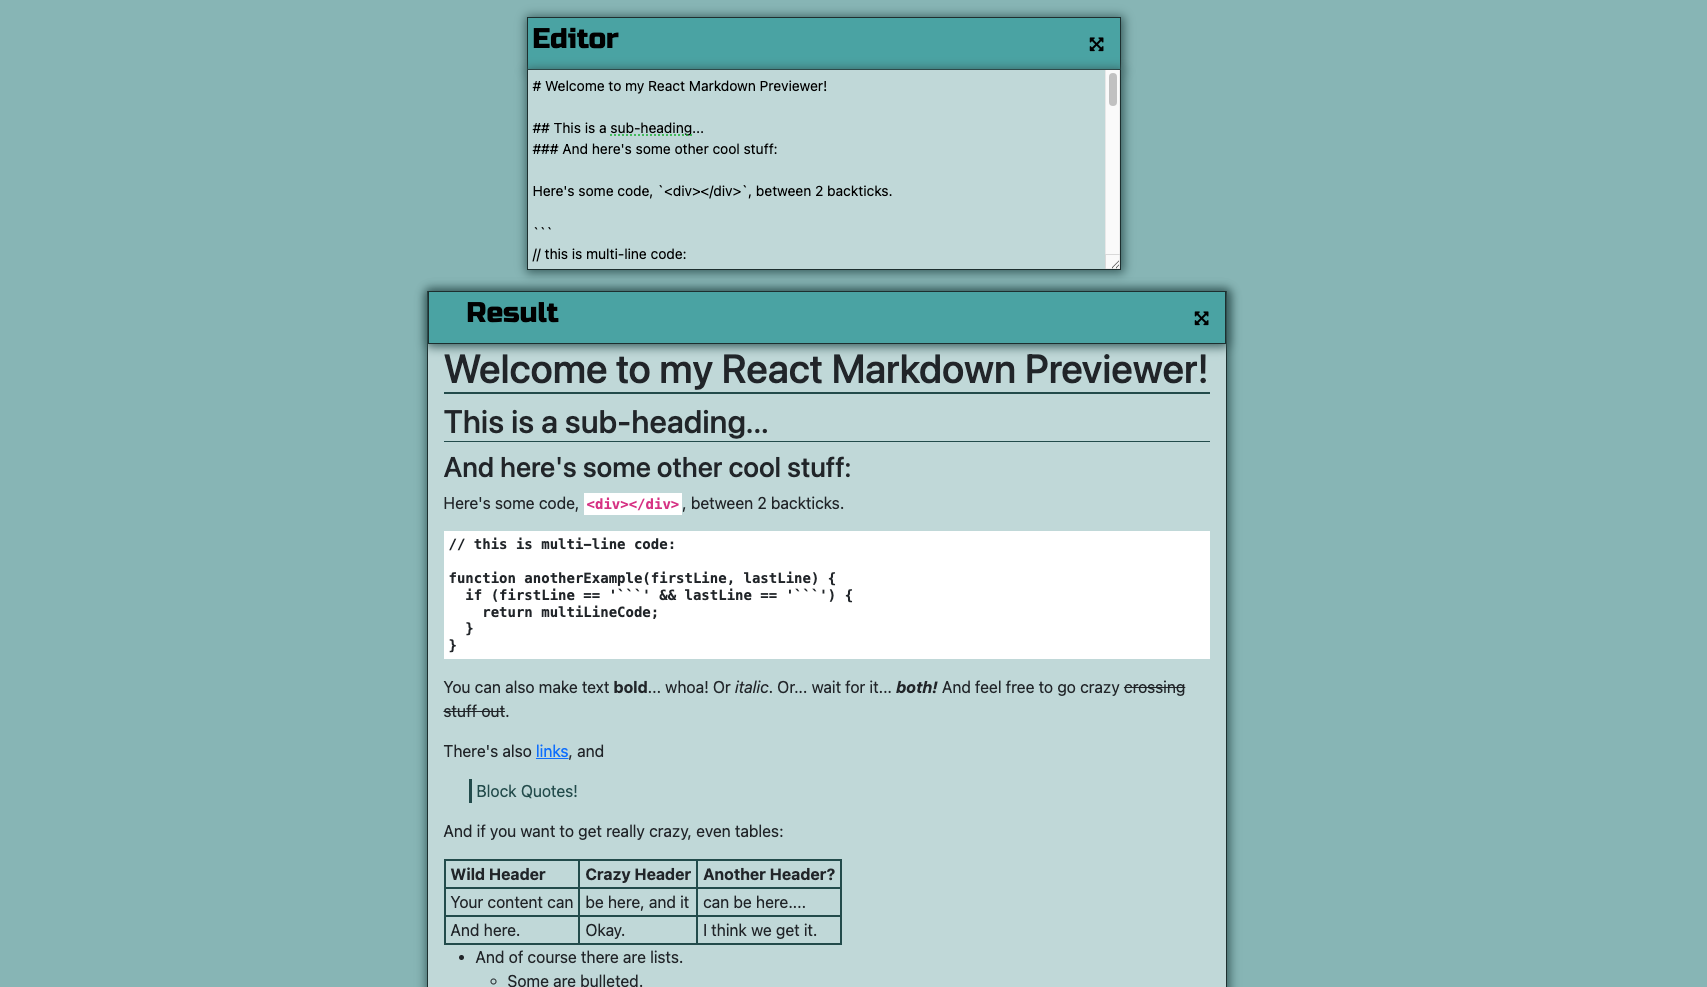 Editor
# Welcome to my React Markdown Previewer!
## This is a sub-heading...
### And here's some other cool stuff:
Here's some code, `<div></div>`, between 2 backticks.
```
// this is multi-line code:
Result
Welcome to my React Markdown Previewer!
This is a sub-heading...
And here's some other cool stuff:
Here's some code, <div></div>, between 2 backticks.
// this is multi-line code:
function anotherExample(firstLine, lastLine) {
  if (firstLine == '```' && lastLine == '```') {
    return multiLineCode;
  }
}
You can also make text bold... whoa! Or italic. Or... wait for it... both! And feel free to go crazy crossing
stuff out.
There's also links, and
Block Quotes!
And if you want to get really crazy, even tables:
Wild Header Crazy Header Another Header?
Your content can be here, and it can be here....
And here. Okay. I think we get it.
And of course there are lists.
Some are bulleted.